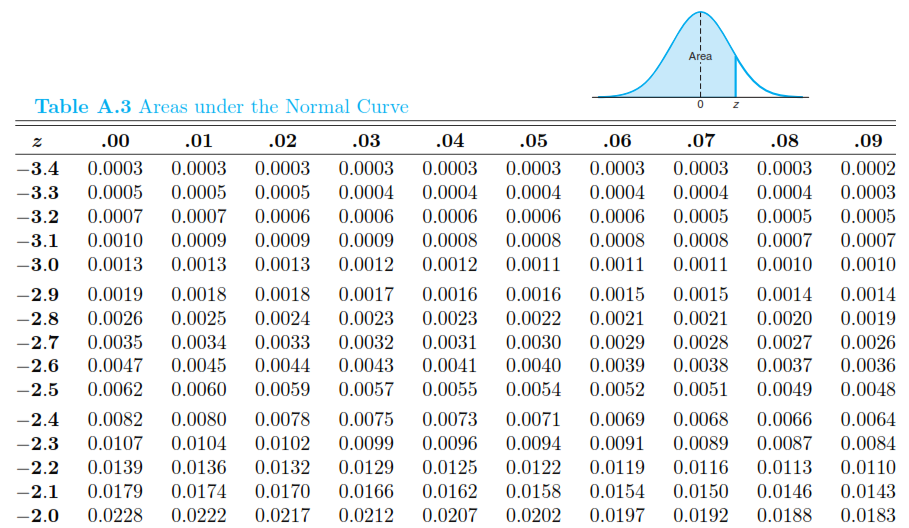 Area
0 z
Table A.3 Areas under the Normal Curve
z .00 .01 .02 .03 .04 .05 .06 .07 .08 .09
−3.4 0.0003 0.0003 0.0003 0.0003 0.0003 0.0003 0.0003 0.0003 0.0003 0.0002
−3.3 0.0005 0.0005 0.0005 0.0004 0.0004 0.0004 0.0004 0.0004 0.0004 0.0003
−3.2 0.0007 0.0007 0.0006 0.0006 0.0006 0.0006 0.0006 0.0005 0.0005 0.0005
−3.1 0.0010 0.0009 0.0009 0.0009 0.0008 0.0008 0.0008 0.0008 0.0007 0.0007
−3.0 0.0013 0.0013 0.0013 0.0012 0.0012 0.0011 0.0011 0.0011 0.0010 0.0010
−2.9 0.0019 0.0018 0.0018 0.0017 0.0016 0.0016 0.0015 0.0015 0.0014 0.0014
−2.8 0.0026 0.0025 0.0024 0.0023 0.0023 0.0022 0.0021 0.0021 0.0020 0.0019
−2.7 0.0035 0.0034 0.0033 0.0032 0.0031 0.0030 0.0029 0.0028 0.0027 0.0026
−2.6 0.0047 0.0045 0.0044 0.0043 0.0041 0.0040 0.0039 0.0038 0.0037 0.0036
−2.5 0.0062 0.0060 0.0059 0.0057 0.0055 0.0054 0.0052 0.0051 0.0049 0.0048
−2.4 0.0082 0.0080 0.0078 0.0075 0.0073 0.0071 0.0069 0.0068 0.0066 0.0064
−2.3 0.0107 0.0104 0.0102 0.0099 0.0096 0.0094 0.0091 0.0089 0.0087 0.0084
−2.2 0.0139 0.0136 0.0132 0.0129 0.0125 0.0122 0.0119 0.0116 0.0113 0.0110
−2.1 0.0179 0.0174 0.0170 0.0166 0.0162 0.0158 0.0154 0.0150 0.0146 0.0143
−2.0 0.0228 0.0222 0.0217 0.0212 0.0207 0.0202 0.0197 0.0192 0.0188 0.0183